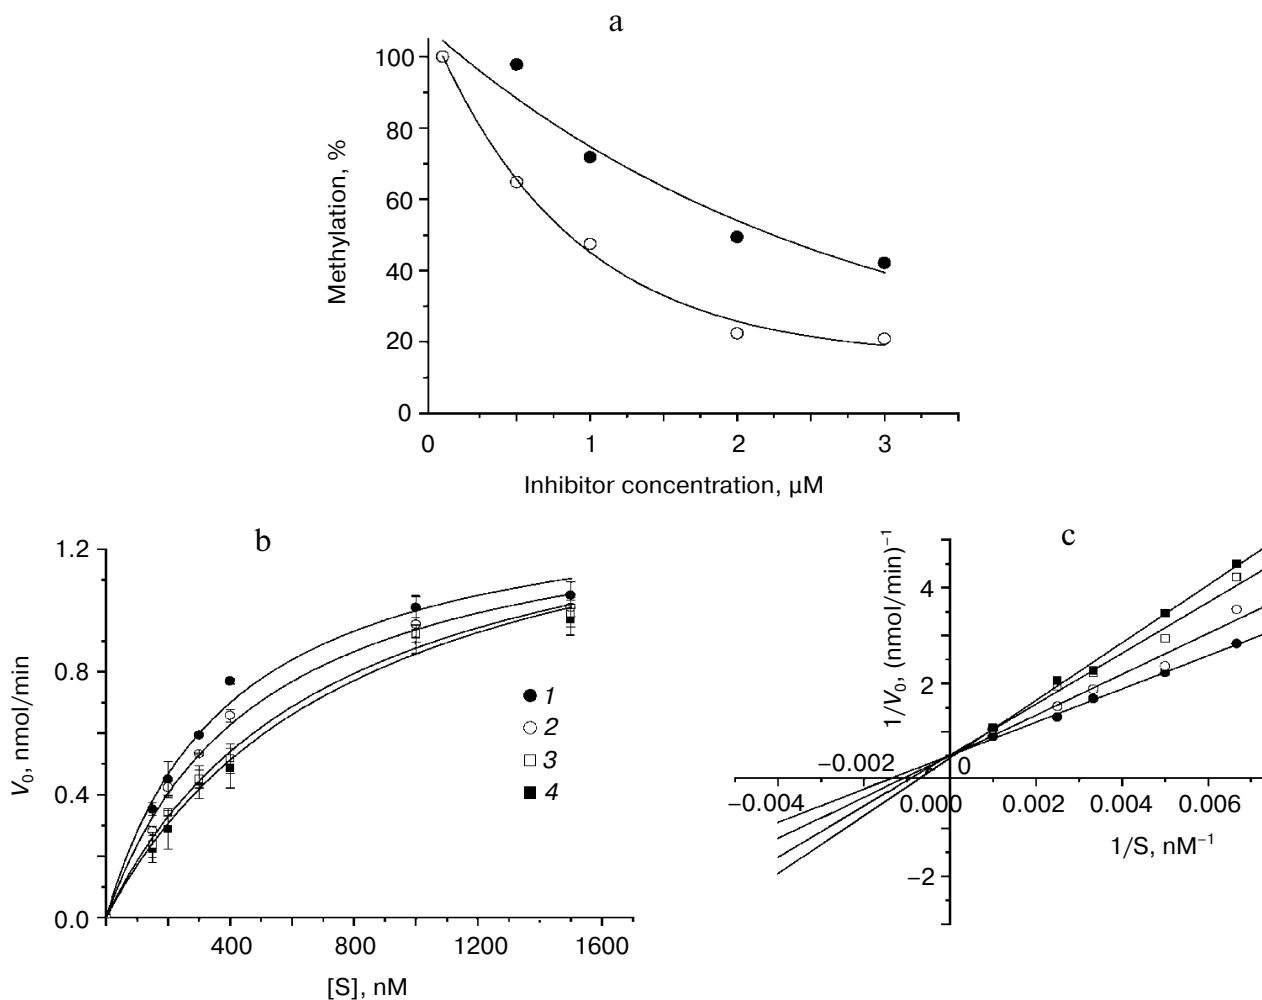 a
100
80
60
40
20
0
Methylation, %
0 1 2 3
Inhibitor concentration, μM
b
1.2
0.8
0.4
0.0
V₀, nmol/min
1
2
3
4
400 800 1200 1600
[S], nM
c
1/V₀, (nmol/min)⁻¹
4
2
−0.002 0
−0.004 0.000 0.002 0.004 0.006
1/S, nM⁻¹
−2